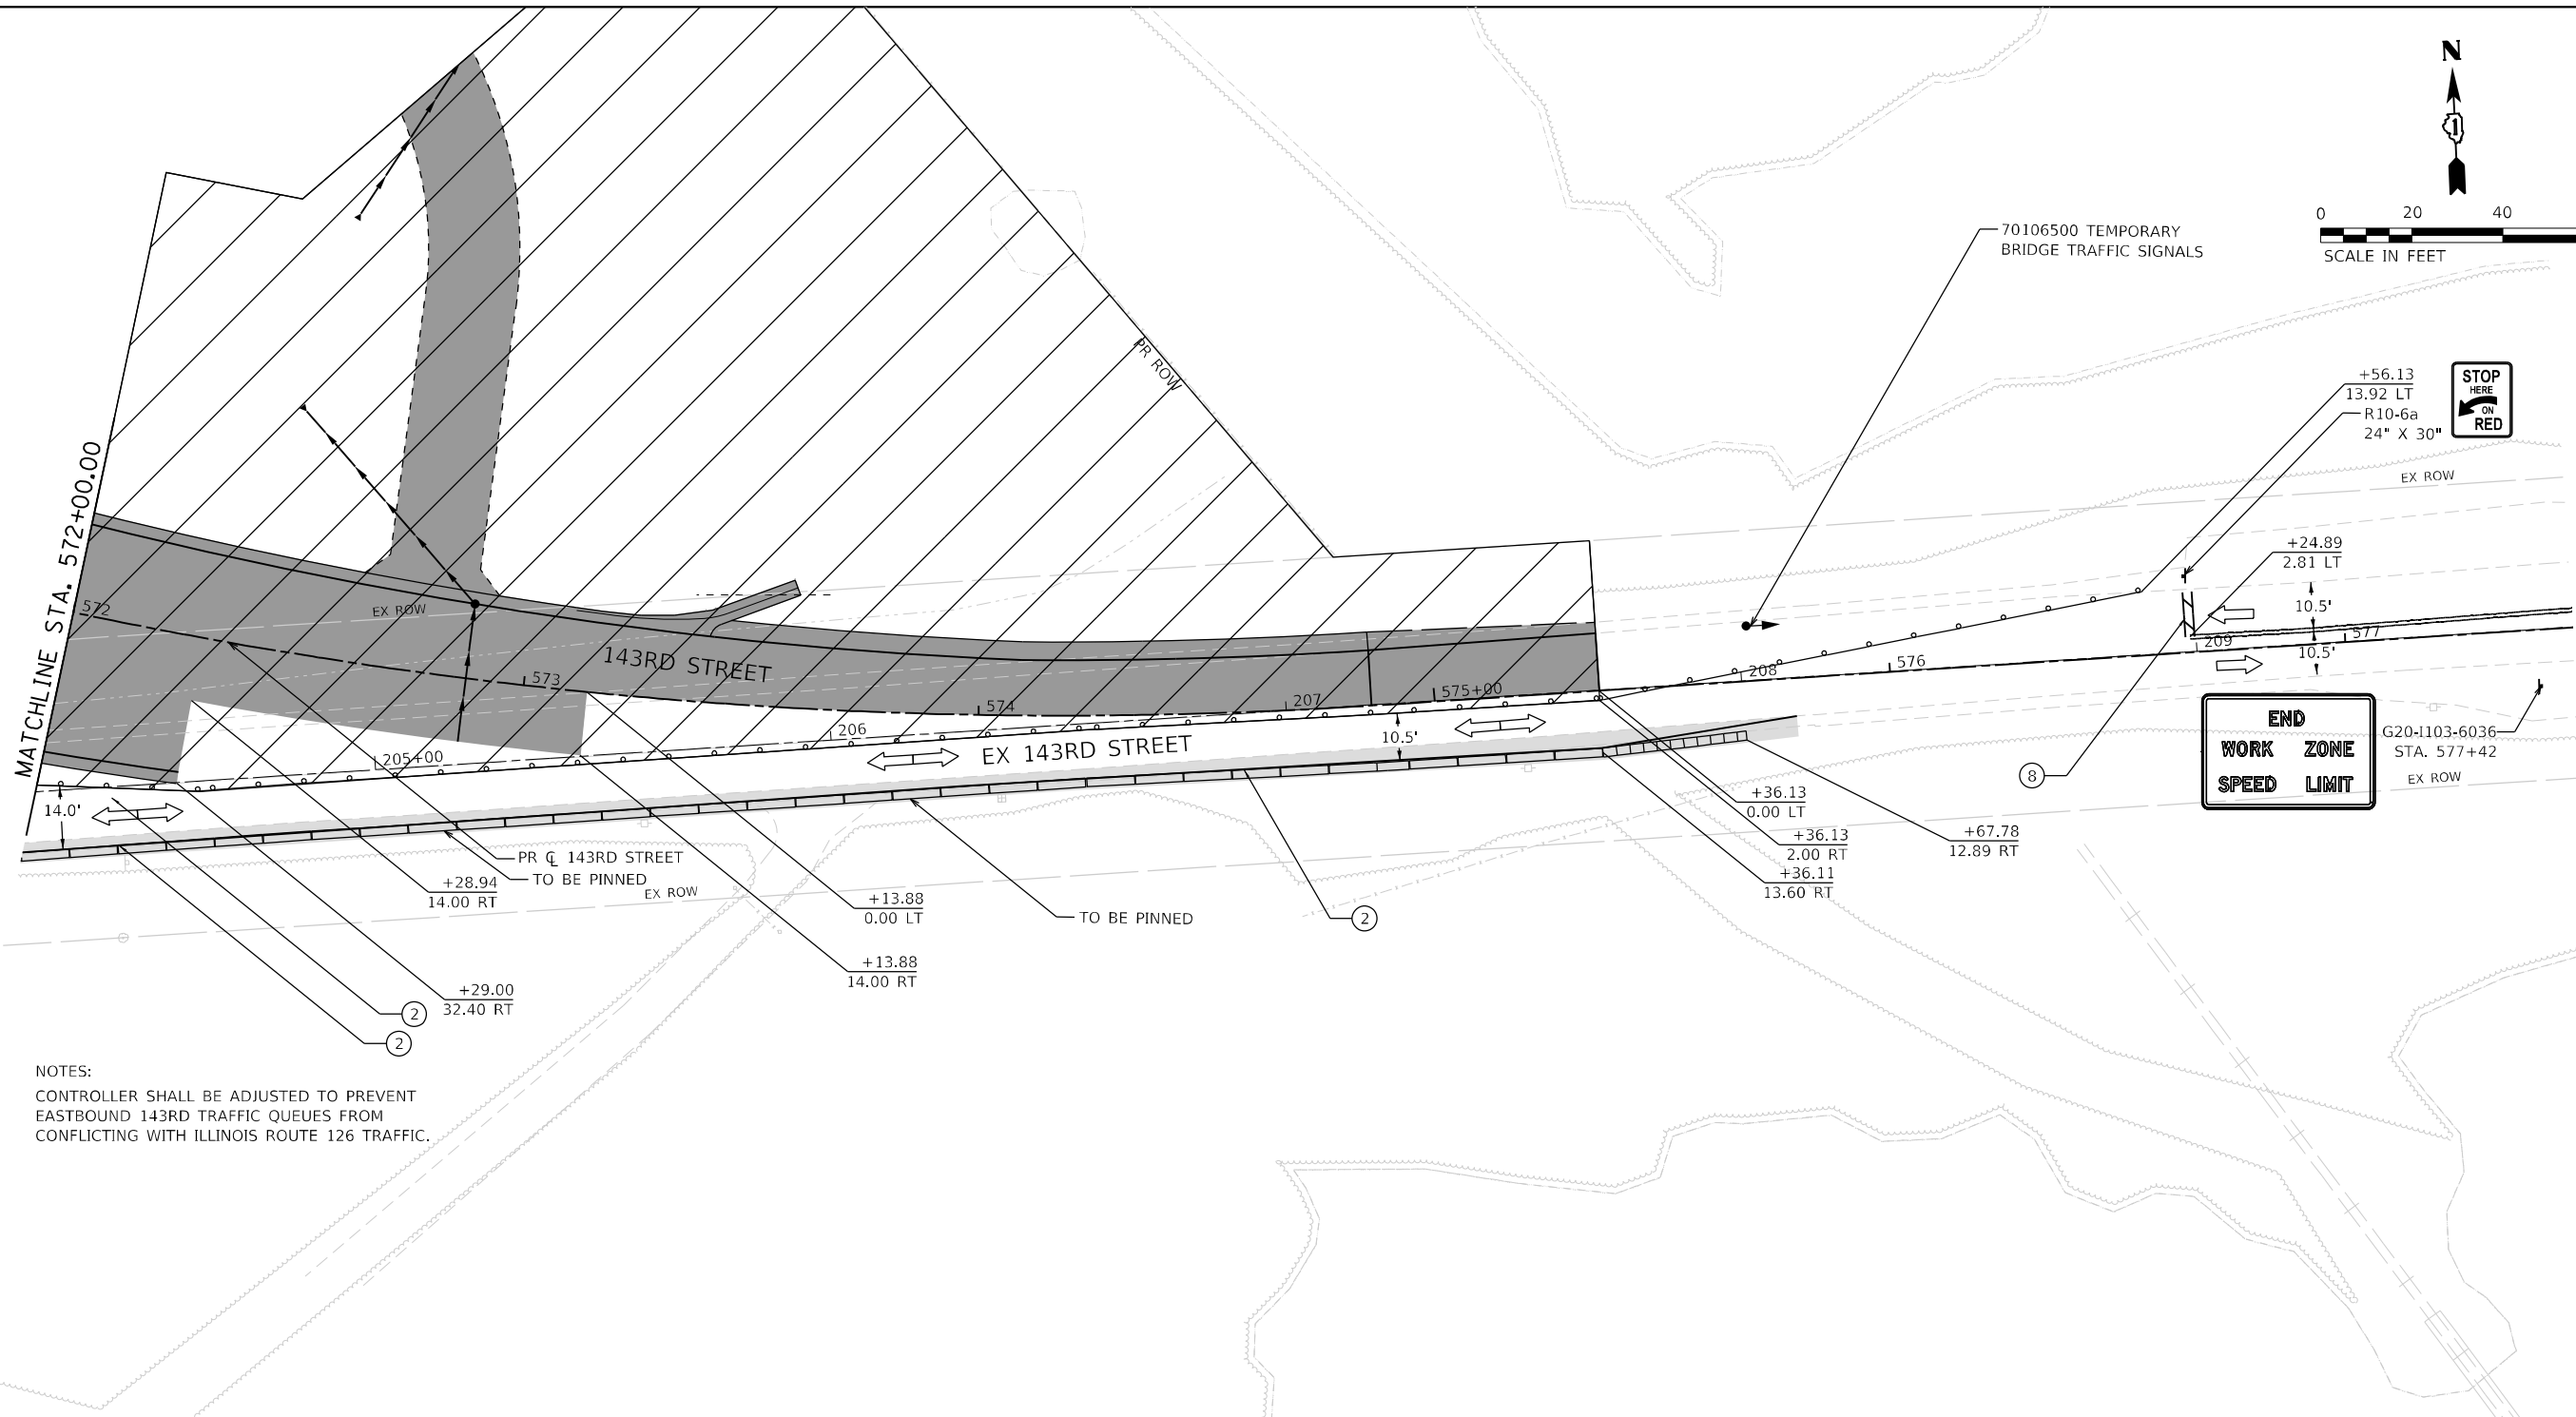 N
1
0 20 40
SCALE IN FEET
70106500 TEMPORARY
BRIDGE TRAFFIC SIGNALS
PR ROW
+56.13
13.92 LT
R10-6a
24" X 30"
STOP
HERE
ON
RED
EX ROW
MATCHLINE STA. 572+00.00
+24.89
2.81 LT
10.5'
10.5'
572
EX ROW
143RD STREET
573
574
575+00
576
577
205+00
206
207
208
209
EX 143RD STREET
10.5'
14.0'
END
WORK ZONE
SPEED LIMIT
G20-I103-6036
STA. 577+42
EX ROW
8
+36.13
0.00 LT
+36.13
2.00 RT
+36.11
13.60 RT
+67.78
12.89 RT
PR ℄ 143RD STREET
TO BE PINNED
+28.94
14.00 RT
EX ROW
+13.88
0.00 LT
TO BE PINNED
2
+13.88
14.00 RT
+29.00
32.40 RT
2
2
NOTES:
CONTROLLER SHALL BE ADJUSTED TO PREVENT
EASTBOUND 143RD TRAFFIC QUEUES FROM
CONFLICTING WITH ILLINOIS ROUTE 126 TRAFFIC.